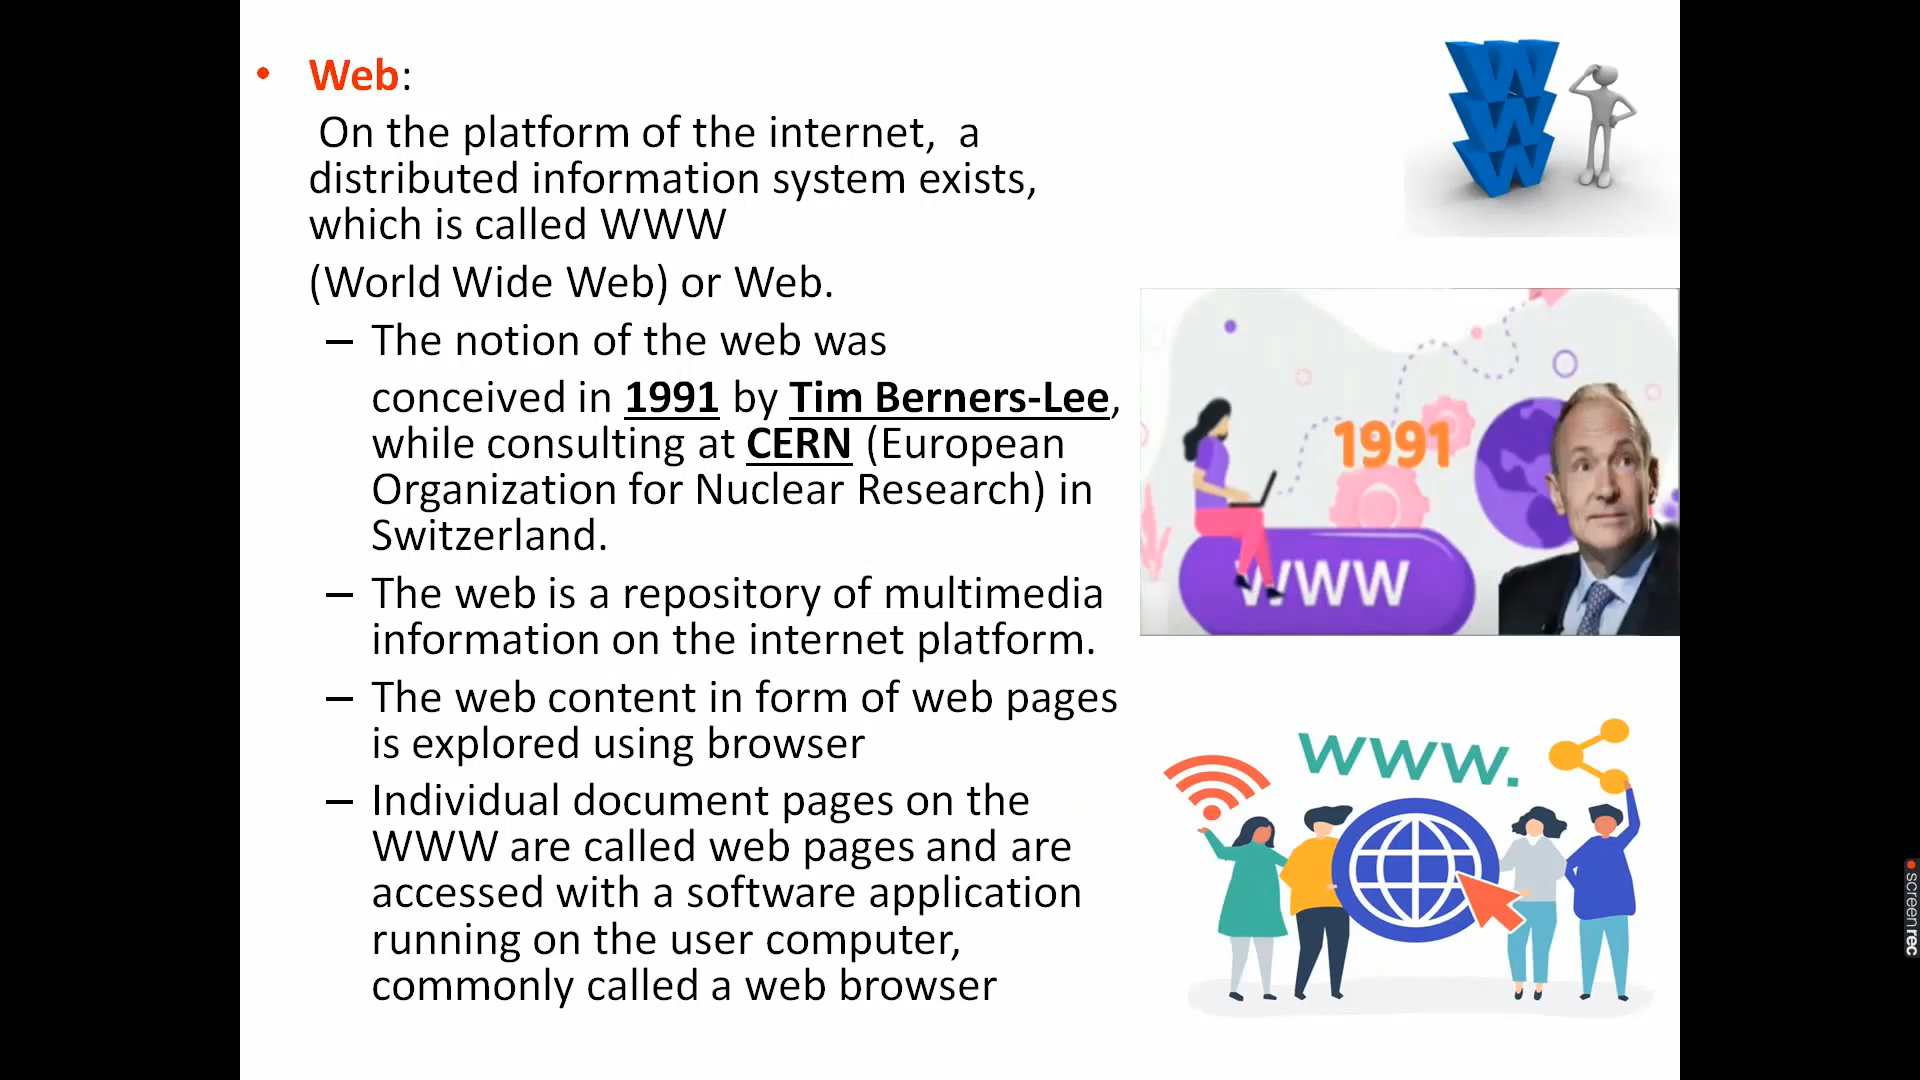 • Web:
On the platform of the internet, a
distributed information system exists,
which is called WWW
(World Wide Web) or Web.
– The notion of the web was
conceived in 1991 by Tim Berners-Lee,
while consulting at CERN (European
Organization for Nuclear Research) in
Switzerland.
– The web is a repository of multimedia
information on the internet platform.
– The web content in form of web pages
is explored using browser
– Individual document pages on the
WWW are called web pages and are
accessed with a software application
running on the user computer,
commonly called a web browser
W
W
W
1991
WWW
www.
screenrec